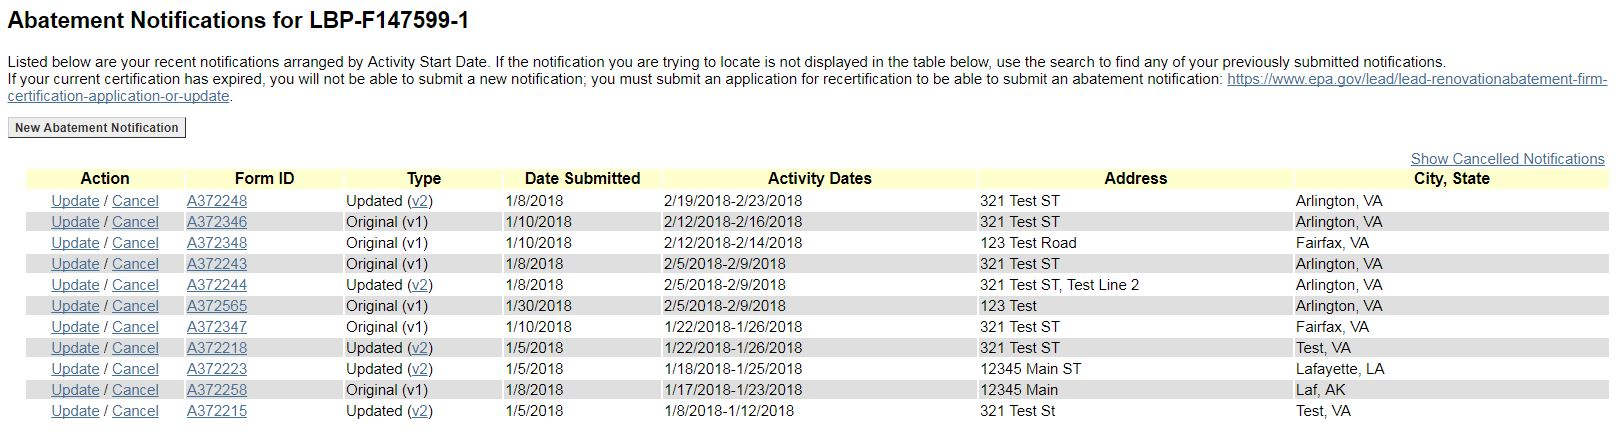 Abatement Notifications for LBP-F147599-1
Listed below are your recent notifications arranged by Activity Start Date. If the notification you are trying to locate is not displayed in the table below, use the search to find any of your previously submitted notifications.
If your current certification has expired, you will not be able to submit a new notification; you must submit an application for recertification to be able to submit an abatement notification: https://www.epa.gov/lead/lead-renovationabatement-firm-
certification-application-or-update.
New Abatement Notification
Show Cancelled Notifications
Action Form ID Type Date Submitted Activity Dates Address City, State
Update / Cancel A372248 Updated (v2) 1/8/2018 2/19/2018-2/23/2018 321 Test ST Arlington, VA
Update / Cancel A372346 Original (v1) 1/10/2018 2/12/2018-2/16/2018 321 Test ST Arlington, VA
Update / Cancel A372348 Original (v1) 1/10/2018 2/12/2018-2/14/2018 123 Test Road Fairfax, VA
Update / Cancel A372243 Original (v1) 1/8/2018 2/5/2018-2/9/2018 321 Test ST Arlington, VA
Update / Cancel A372244 Updated (v2) 1/8/2018 2/5/2018-2/9/2018 321 Test ST, Test Line 2 Arlington, VA
Update / Cancel A372565 Original (v1) 1/30/2018 2/5/2018-2/9/2018 123 Test Arlington, VA
Update / Cancel A372347 Original (v1) 1/10/2018 1/22/2018-1/26/2018 321 Test ST Fairfax, VA
Update / Cancel A372218 Updated (v2) 1/5/2018 1/22/2018-1/26/2018 321 Test ST Test, VA
Update / Cancel A372223 Updated (v2) 1/5/2018 1/18/2018-1/25/2018 12345 Main ST Lafayette, LA
Update / Cancel A372258 Original (v1) 1/8/2018 1/17/2018-1/23/2018 12345 Main Laf, AK
Update / Cancel A372215 Updated (v2) 1/5/2018 1/8/2018-1/12/2018 321 Test St Test, VA